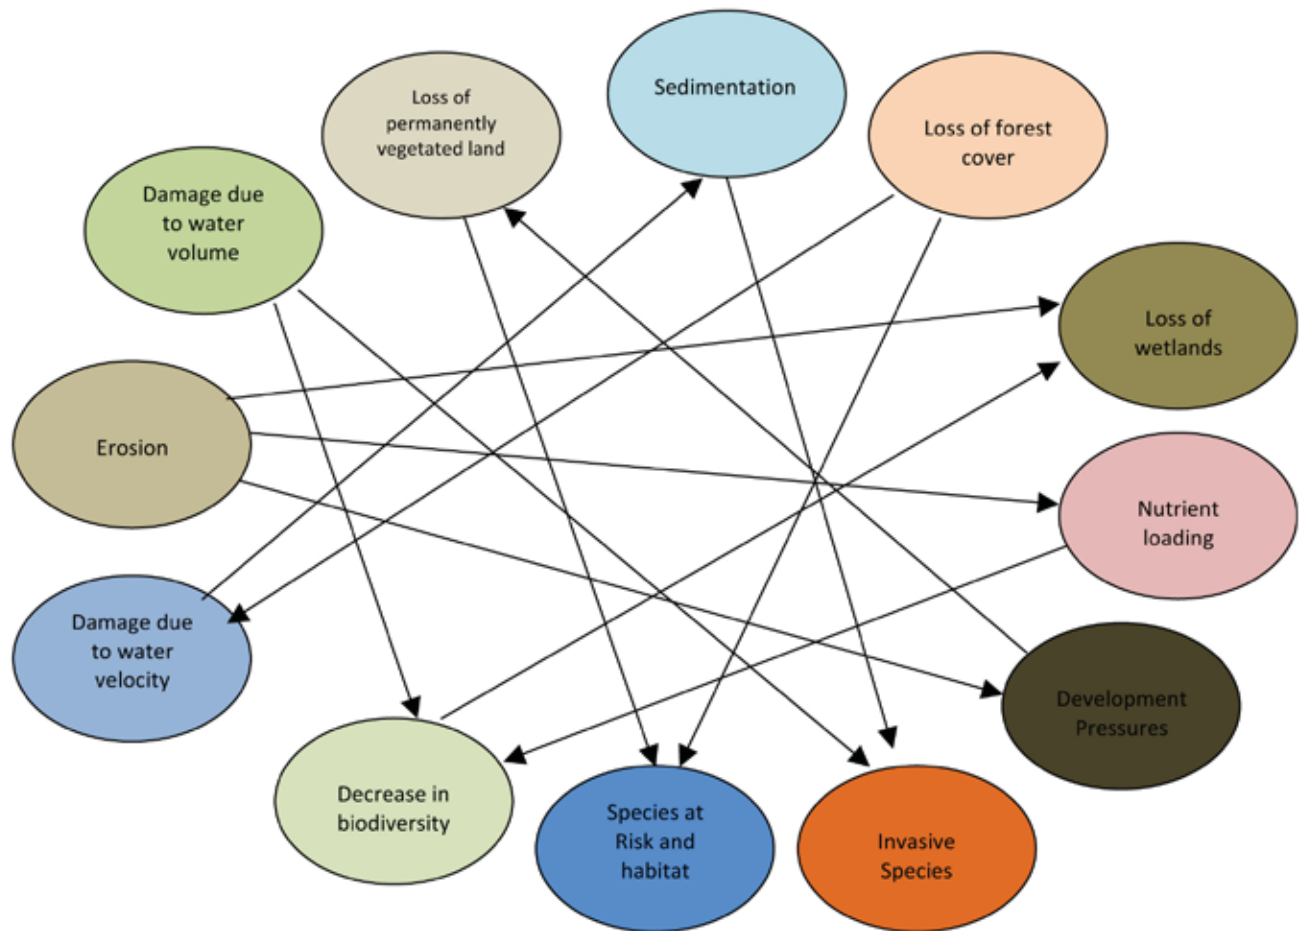 Sedimentation
Loss of
permanently
vegetated land
Loss of forest
cover
Damage due
to water
volume
Loss of
wetlands
Erosion
Nutrient
loading
Damage due
to water
velocity
Development
Pressures
Decrease in
biodiversity
Species at
Risk and
habitat
Invasive
Species